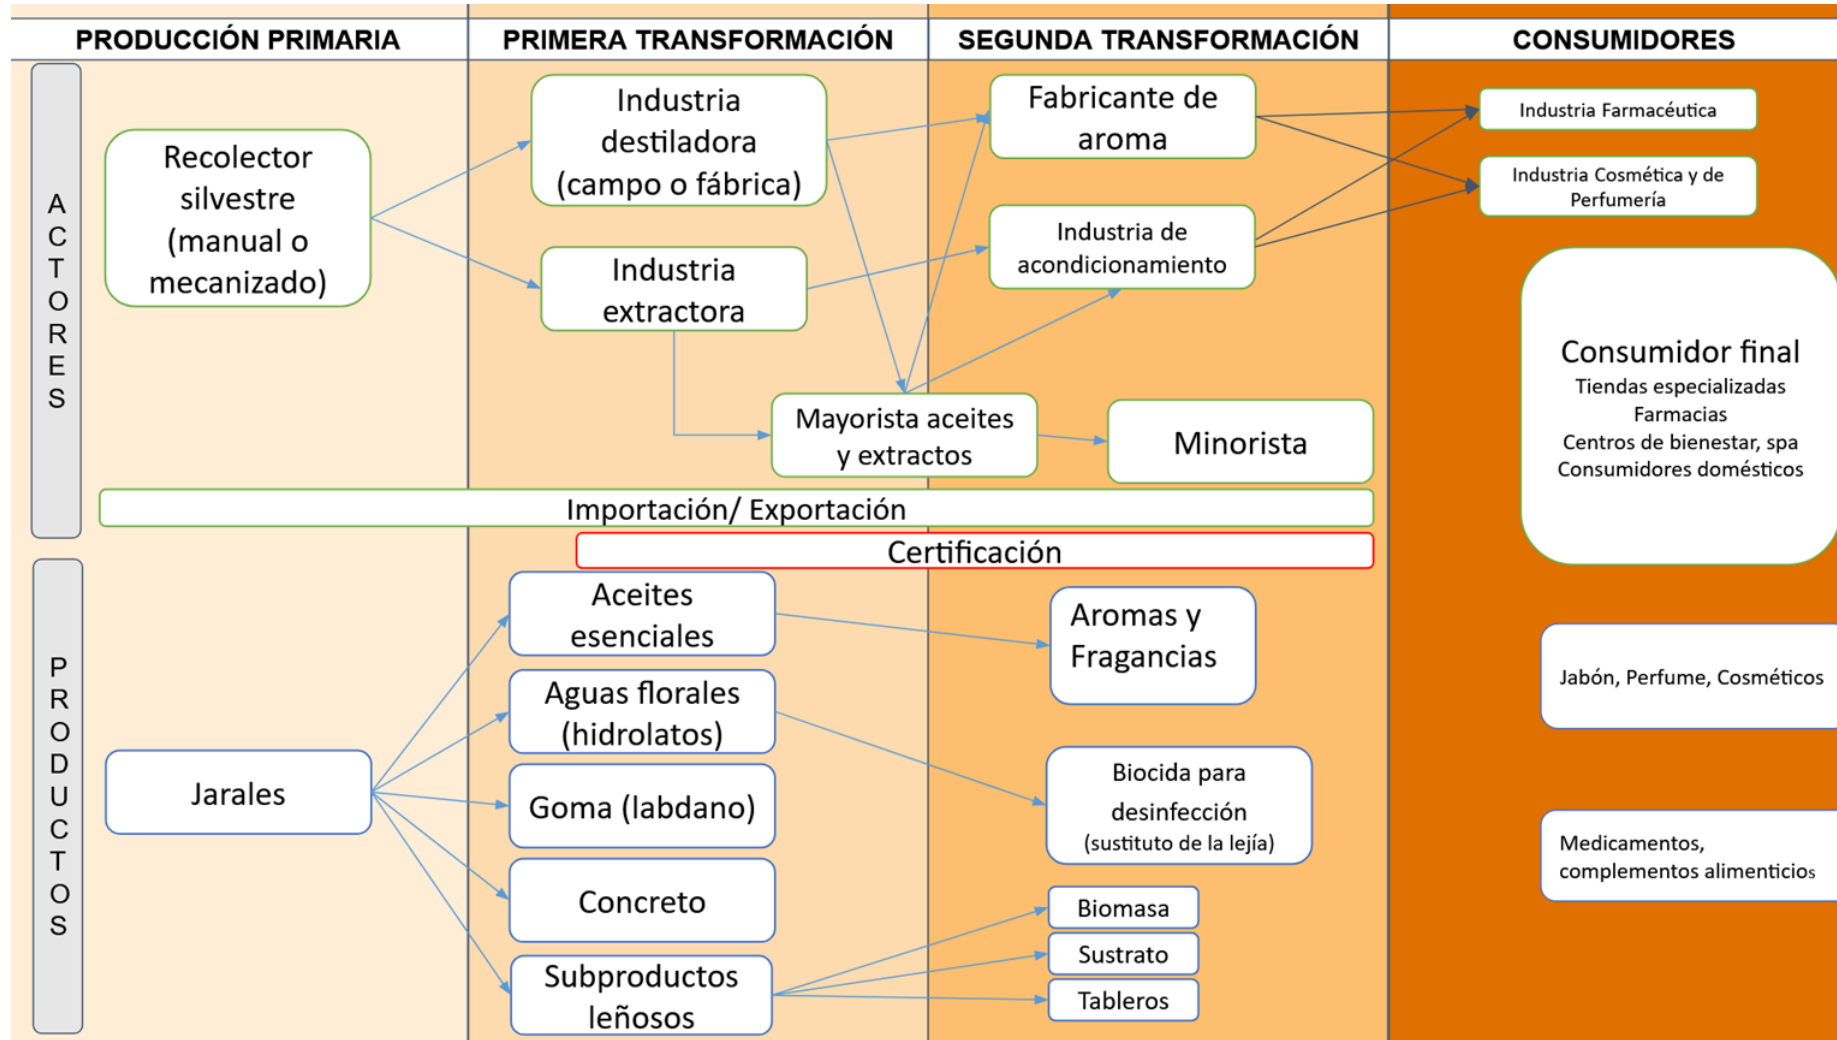 PRODUCCIÓN PRIMARIA
PRIMERA TRANSFORMACIÓN
SEGUNDA TRANSFORMACIÓN
CONSUMIDORES
ACTORES
Recolector
silvestre
(manual o
mecanizado)
Industria
destiladora
(campo o fábrica)
Industria
extractora
Mayorista aceites
y extractos
Fabricante de
aroma
Industria de
acondicionamiento
Minorista
Industria Farmacéutica
Industria Cosmética y de
Perfumería
Consumidor final
Tiendas especializadas
Farmacias
Centros de bienestar, spa
Consumidores domésticos
Importación/ Exportación
Certificación
PRODUCTOS
Jarales
Aceites
esenciales
Aguas florales
(hidrolatos)
Goma (labdano)
Concreto
Subproductos
leñosos
Aromas y
Fragancias
Biocida para
desinfección
(sustituto de la lejía)
Biomasa
Sustrato
Tableros
Jabón, Perfume, Cosméticos
Medicamentos,
complementos alimenticios